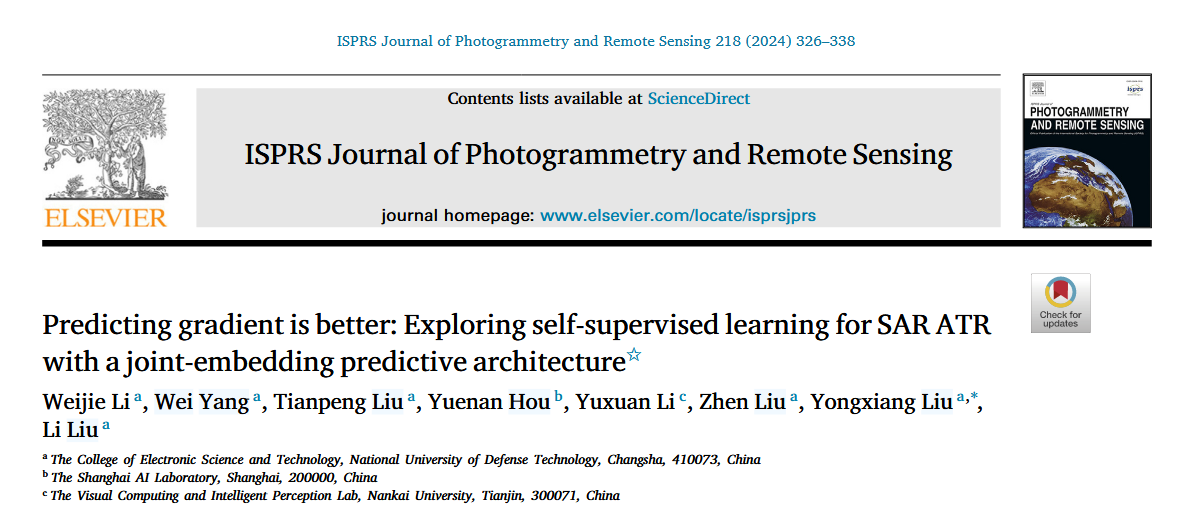 ISPRS Journal of Photogrammetry and Remote Sensing 218 (2024) 326–338
Contents lists available at ScienceDirect
ISPRS Journal of Photogrammetry and Remote Sensing
journal homepage: www.elsevier.com/locate/isprsjprs
ELSEVIER
isprs
PHOTOGRAMMETRY
AND REMOTE SENSING
Check for
updates
Predicting gradient is better: Exploring self-supervised learning for SAR ATR
with a joint-embedding predictive architecture☆
Weijie Li a, Wei Yang a, Tianpeng Liu a, Yuenan Hou b, Yuxuan Li c, Zhen Liu a, Yongxiang Liu a,*,
Li Liu a
a The College of Electronic Science and Technology, National University of Defense Technology, Changsha, 410073, China
b The Shanghai AI Laboratory, Shanghai, 200000, China
c The Visual Computing and Intelligent Perception Lab, Nankai University, Tianjin, 300071, China